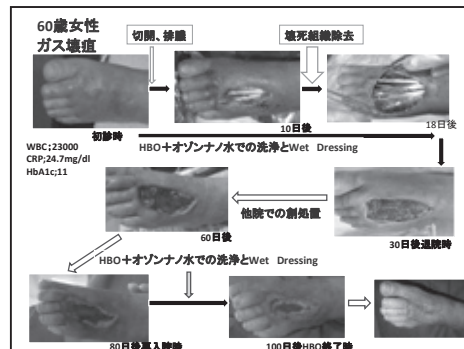 60歳女性
ガス壊疽
切開、排膿
壊死組織除去
初診時
10日後
18日後
WBC;23000
CRP;24.7mg/dl
HbA1c;11
HBO＋オゾンナノ水での洗浄とWet Dressing
他院での創処置
60日後
30日後退院時
HBO＋オゾンナノ水での洗浄とWet Dressing
80日後再入院時
100日後HBO終了時